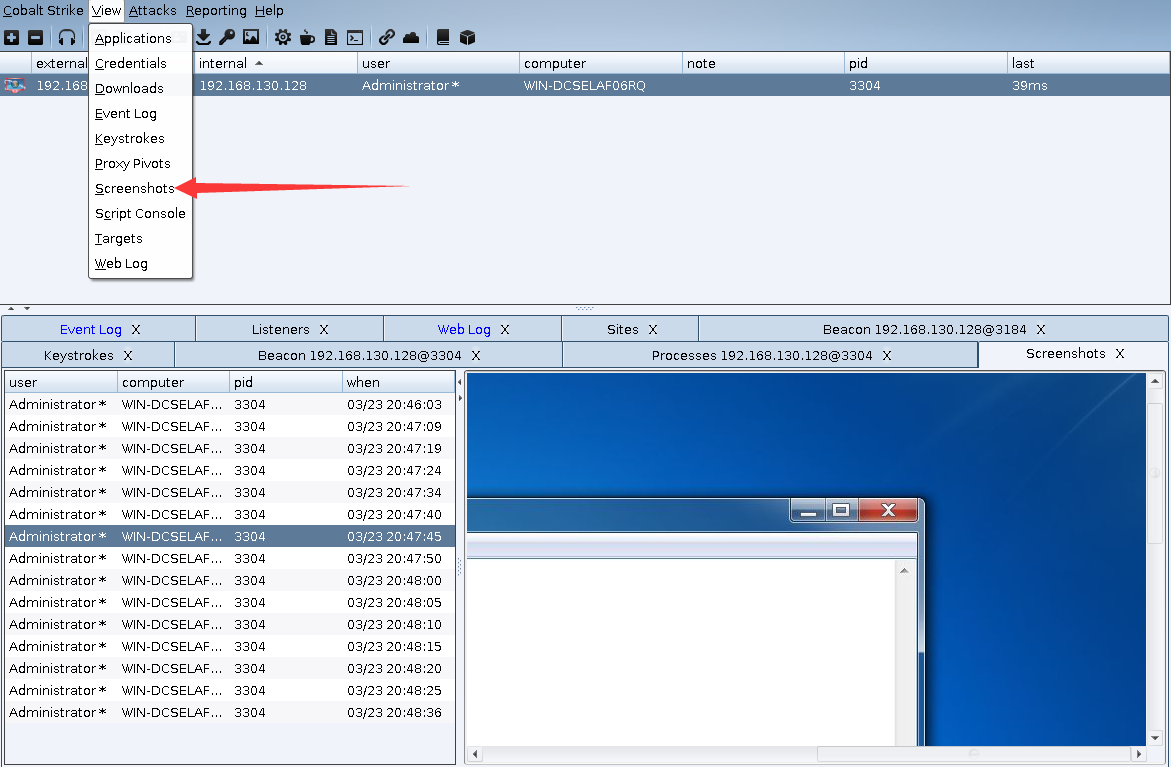 Cobalt Strike View Attacks Reporting Help
Applications
Credentials
Downloads
Event Log
Keystrokes
Proxy Pivots
Screenshots
Script Console
Targets
Web Log
external internal user computer note pid last
192.168 192.168.130.128 Administrator * WIN-DCSELAF06RQ 3304 39ms
Event Log X Listeners X Web Log X Sites X Beacon 192.168.130.128@3184 X
Keystrokes X Beacon 192.168.130.128@3304 X Processes 192.168.130.128@3304 X Screenshots X
user computer pid when
Administrator * WIN-DCSELAF... 3304 03/23 20:46:03
Administrator * WIN-DCSELAF... 3304 03/23 20:47:09
Administrator * WIN-DCSELAF... 3304 03/23 20:47:19
Administrator * WIN-DCSELAF... 3304 03/23 20:47:24
Administrator * WIN-DCSELAF... 3304 03/23 20:47:34
Administrator * WIN-DCSELAF... 3304 03/23 20:47:40
Administrator * WIN-DCSELAF... 3304 03/23 20:47:45
Administrator * WIN-DCSELAF... 3304 03/23 20:47:50
Administrator * WIN-DCSELAF... 3304 03/23 20:48:00
Administrator * WIN-DCSELAF... 3304 03/23 20:48:05
Administrator * WIN-DCSELAF... 3304 03/23 20:48:10
Administrator * WIN-DCSELAF... 3304 03/23 20:48:15
Administrator * WIN-DCSELAF... 3304 03/23 20:48:20
Administrator * WIN-DCSELAF... 3304 03/23 20:48:25
Administrator * WIN-DCSELAF... 3304 03/23 20:48:36